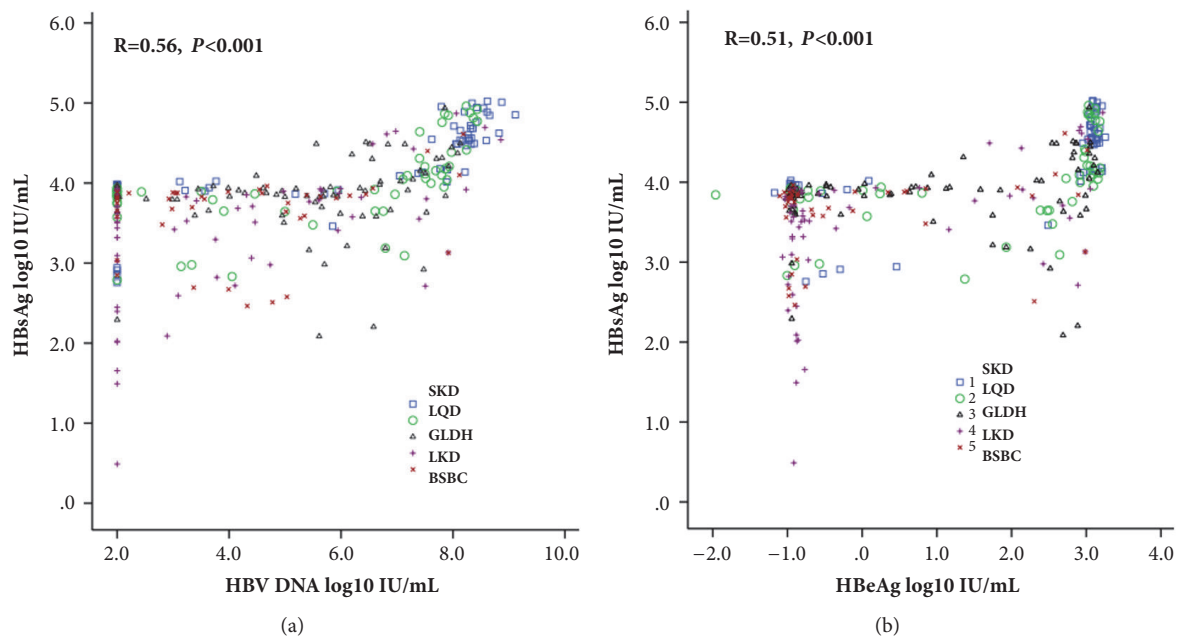 6.0
R=0.56, P<0.001
5.0
4.0
3.0
2.0
1.0
.0
HBsAg log10 IU/mL
SKD
LQD
GLDH
LKD
BSBC
2.0 4.0 6.0 8.0 10.0
HBV DNA log10 IU/mL
(a)
6.0
R=0.51, P<0.001
5.0
4.0
3.0
2.0
1.0
.0
HBsAg log10 IU/mL
SKD
1 LQD
2
3 GLDH
4 LKD
5 BSBC
−2.0 −1.0 .0 1.0 2.0 3.0 4.0
HBeAg log10 IU/mL
(b)